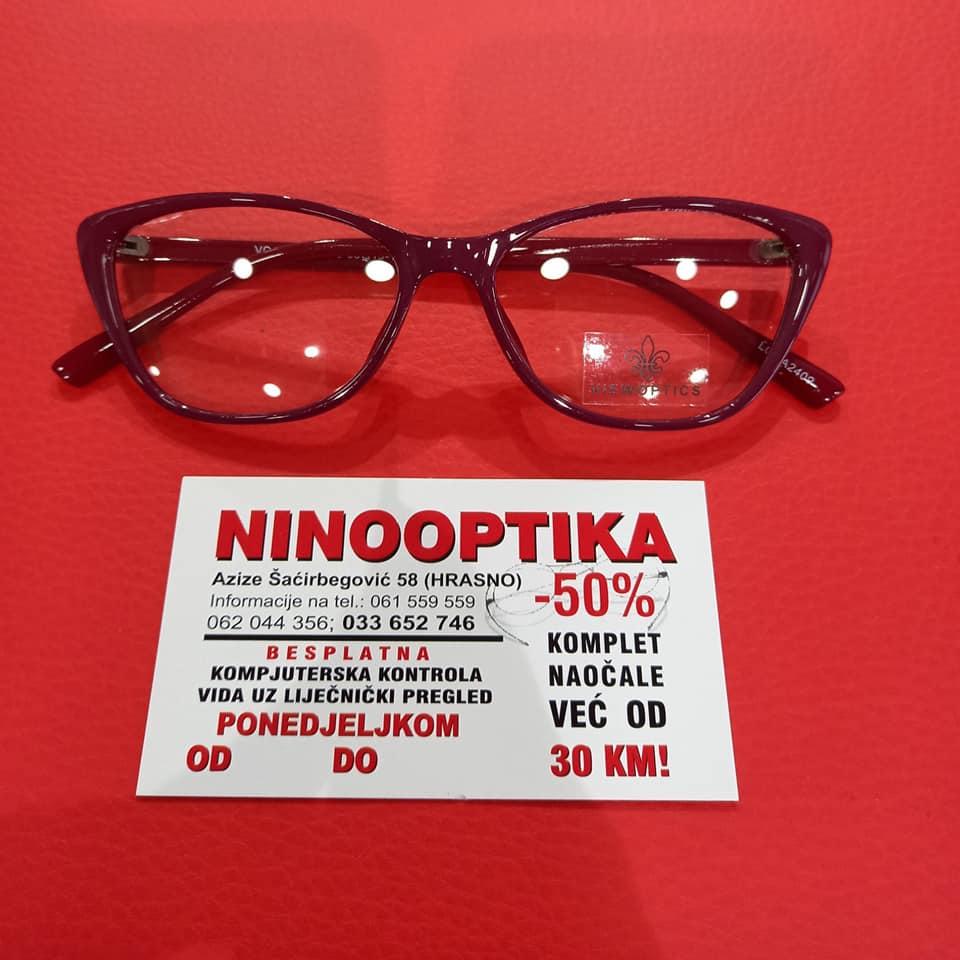 VIEWOPTICS
NINOOPTIKA
Azize Šaćirbegović 58 (HRASNO)
Informacije na tel.: 061 559 559
062 044 356; 033 652 746
BESPLATNA
KOMPJUTERSKA KONTROLA
VIDA UZ LIJEČNIČKI PREGLED
PONEDJELJKOM
OD DO
-50%
KOMPLET
NAOČALE
VEĆ OD
30 KM!